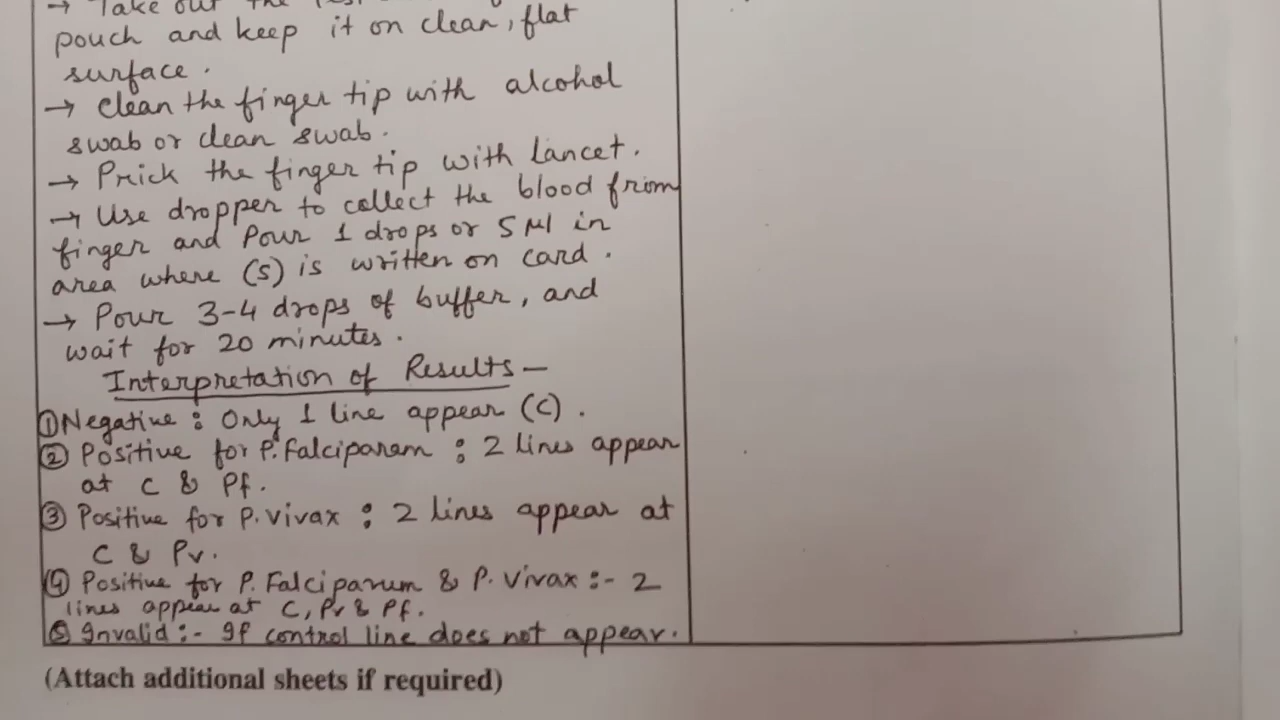 → Take out the
pouch and keep it on clean, flat
surface.
→ Clean the finger tip with alcohol
swab or clean swab.
→ Prick the finger tip with Lancet.
→ Use dropper to collect the blood from
finger and Pour 1 drops or 5 μl in
area where (S) is written on card.
→ Pour 3-4 drops of buffer, and
wait for 20 minutes.
Interpretation of Results -
① Negative : Only 1 line appear (C).
② Positive for P. Falciparam : 2 lines appear
at C & Pf.
③ Positive for P. Vivax : 2 lines appear at
C & Pv.
④ Positive for P. Falciparum & P. Vivax :- 2
lines appear at C, Pv & Pf.
⑤ Invalid :- If control line does not appear.
(Attach additional sheets if required)